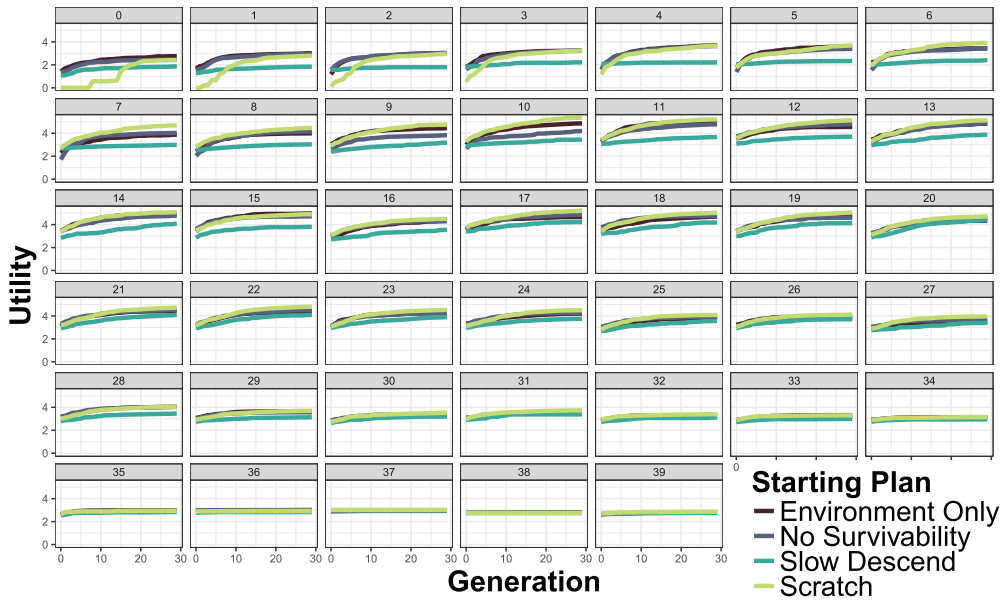 0 1 2 3 4 5 6
4
2
0
7 8 9 10 11 12 13
4
2
0
14 15 16 17 18 19 20
4
2
0
21 22 23 24 25 26 27
4
2
0
28 29 30 31 32 33 34
4
2
0
0
35 36 37 38 39
4
2
0
0 10 20 30 0 10 20 30 0 10 20 30 0 10 20 30 0 10 20 30
Utility
Generation
Starting Plan
Environment Only
No Survivability
Slow Descend
Scratch